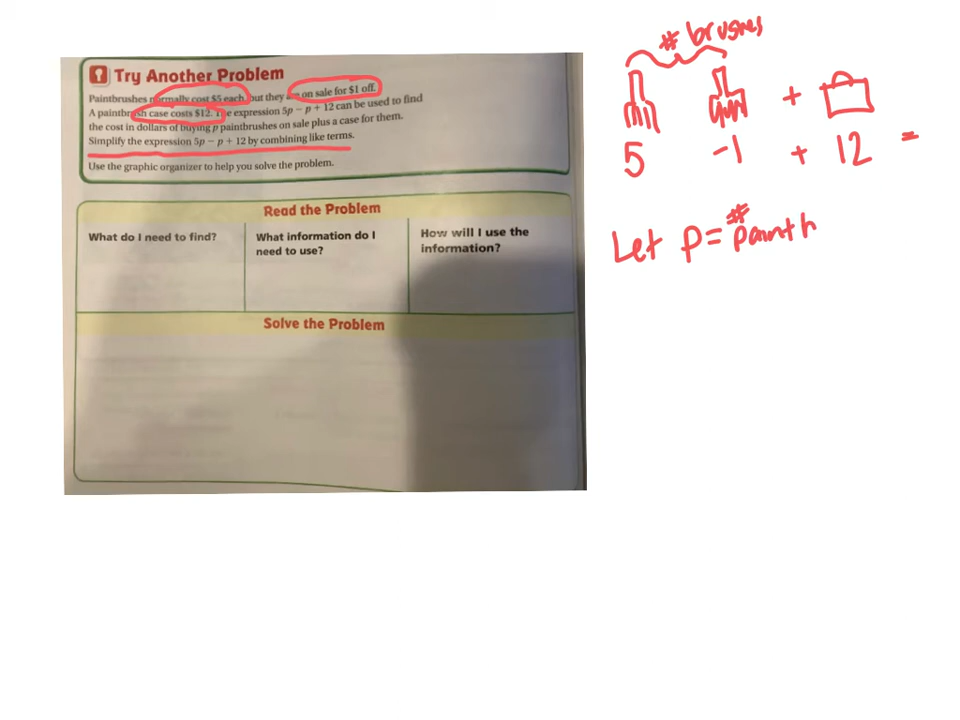 Try Another Problem
Paintbrushes normally cost $5 each, but they are on sale for $1 off.
A paintbrush case costs $12. The expression 5p − p + 12 can be used to find
the cost in dollars of buying p paintbrushes on sale plus a case for them.
Simplify the expression 5p − p + 12 by combining like terms.
Use the graphic organizer to help you solve the problem.
Read the Problem
What do I need to find?
What information do I
need to use?
How will I use the
information?
Solve the Problem
# brushes
+
5 -1 + 12 =
Let p = # paint h